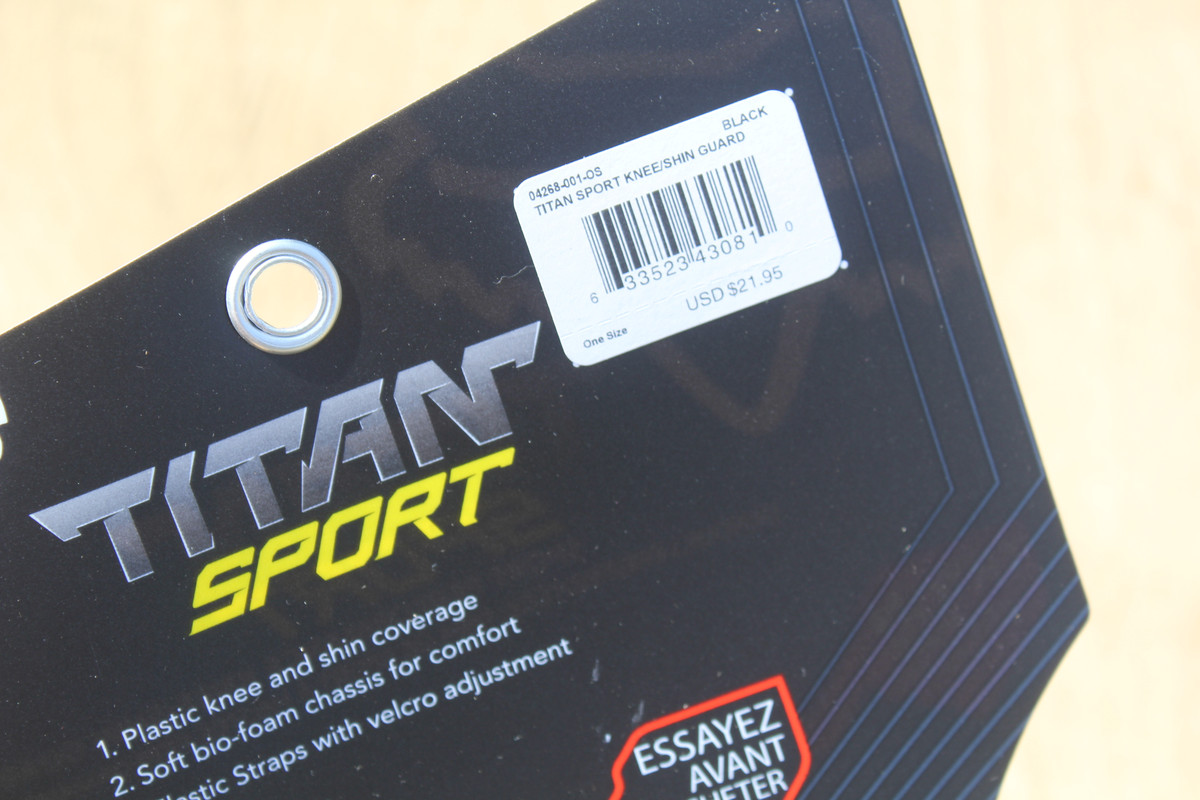 BLACK
04268-001-OS
TITAN SPORT KNEE/SHIN GUARD
6 33523 43081 0
USD $21.95
One Size
TITAN
SPORT
1. Plastic knee and shin coverage
2. Soft bio-foam chassis for comfort
Straps with velcro adjustment
ESSAYEZ
AVANT